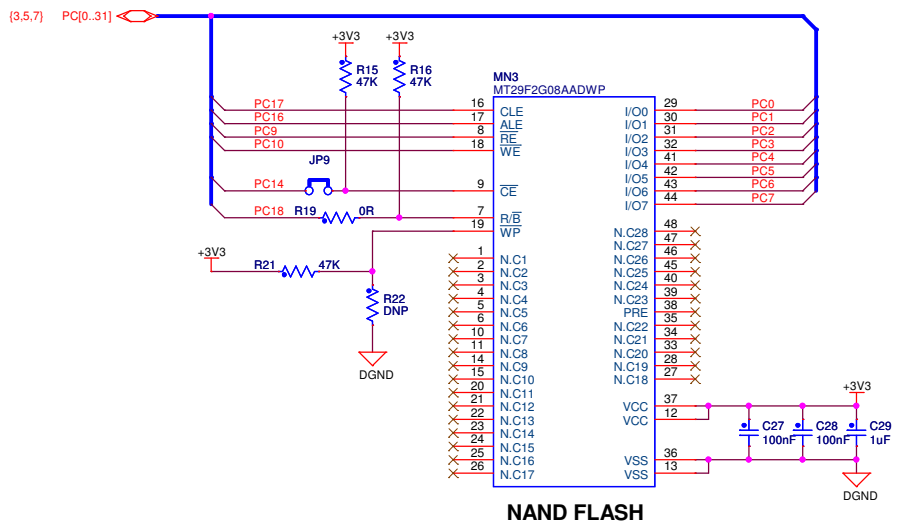 {3,5,7} PC[0..31]
+3V3 +3V3
R15
47K
R16
47K
MN3
MT29F2G08AADWP
PC17 16 CLE I/O0 29 PC0
PC16 17 ALE I/O1 30 PC1
PC9 8 RE I/O2 31 PC2
PC10 18 WE I/O3 32 PC3
I/O4 41 PC4
JP9
I/O5 42 PC5
PC14 9 CE I/O6 43 PC6
I/O7 44 PC7
PC18 R19 0R 7 R/B
19 WP N.C28 48
N.C27 47
+3V3
1 N.C1 N.C26 46
R21 47K 2 N.C2 N.C25 45
3 N.C3 N.C24 40
R22
DNP
4 N.C4 N.C23 39
5 N.C5 PRE 38
6 N.C6 N.C22 35
10 N.C7 N.C21 34
11 N.C8 N.C20 33
14 N.C9 N.C19 28
DGND
15 N.C10 N.C18 27
20 N.C11
+3V3
21 N.C12 VCC 37
22 N.C13 VCC 12
23 N.C14
C27
100nF
C28
100nF
C29
1uF
24 N.C15
25 N.C16 VSS 36
26 N.C17 VSS 13
DGND
NAND FLASH